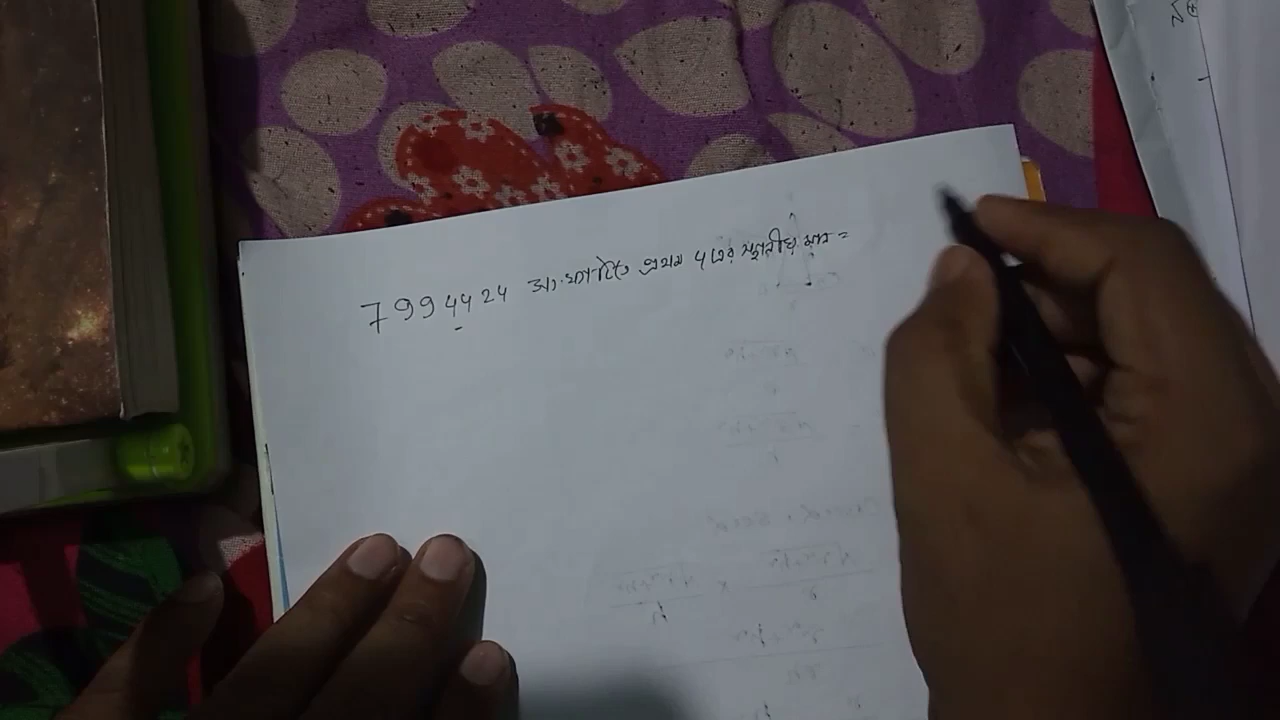 7994424 সংখ্যাটিতে প্রথম 4 এর স্থানীয় মান =